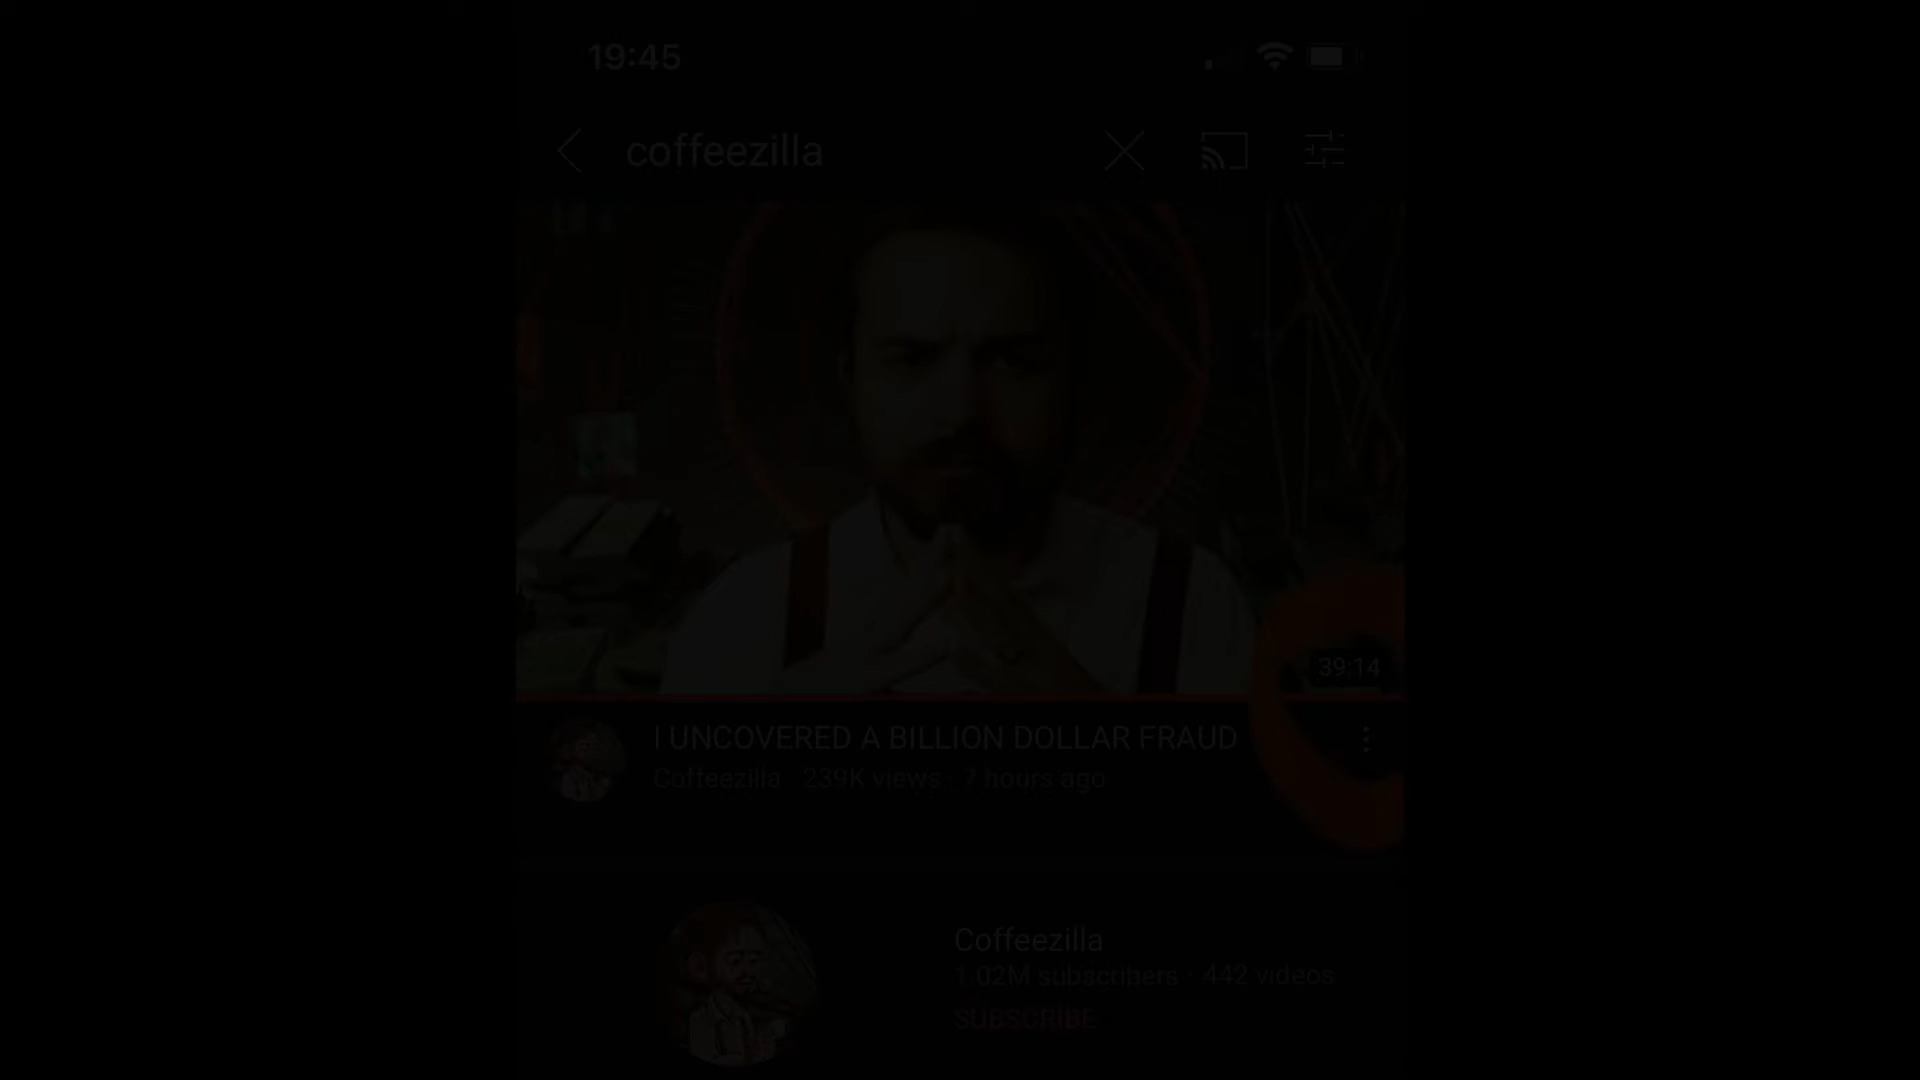 19:45
coffeezilla
39:14
I UNCOVERED A BILLION DOLLAR FRAUD
Coffeezilla · 239K views · 7 hours ago
Coffeezilla
1.02M subscribers · 442 videos
SUBSCRIBE